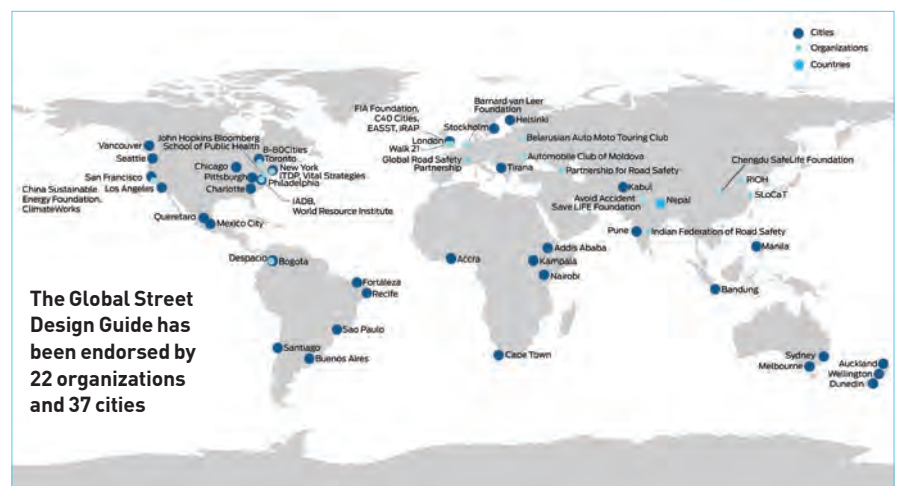 Cities
Organizations
Countries
FIA Foundation,
C40 Cities,
EASST, iRAP
Barnard van Leer
Foundation
Helsinki
Stockholm
London
Walk 21
Belarusian Auto Moto Touring Club
Global Road Safety
Partnership
Automobile Club of Moldova
Tirana
Partnership for Road Safety
Chengdu SafeLife Foundation
RIOH
SLoCaT
Kabul
Avoid Accident
Save LIFE Foundation
Nepal
Pune
Indian Federation of Road Safety
Manila
Bandung
John Hopkins Bloomberg
School of Public Health
8-80Cities
Toronto
Vancouver
Seattle
Chicago
New York
ITDP, Vital Strategies
Pittsburgh
Philadelphia
Charlotte
San Francisco
Los Angeles
China Sustainable
Energy Foundation,
ClimateWorks
IADB,
World Resource Institute
Queretaro
Mexico City
Despacio
Bogota
Accra
Addis Ababa
Kampala
Nairobi
Fortaleza
Recife
Sao Paulo
Santiago
Buenos Aires
Cape Town
Sydney
Melbourne
Auckland
Wellington
Dunedin
The Global Street
Design Guide has
been endorsed by
22 organizations
and 37 cities